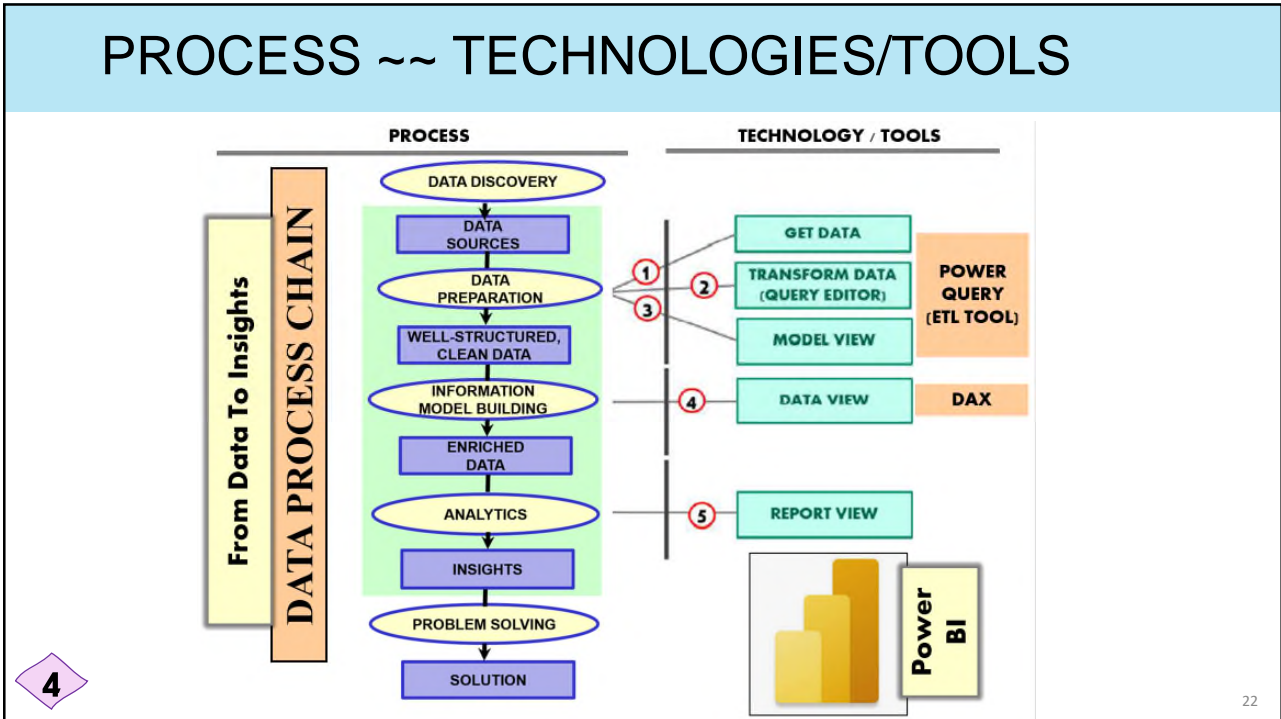 PROCESS ~~ TECHNOLOGIES/TOOLS
PROCESS
TECHNOLOGY / TOOLS
From Data To Insights
DATA PROCESS CHAIN
DATA DISCOVERY
DATA
SOURCES
DATA
PREPARATION
WELL-STRUCTURED,
CLEAN DATA
INFORMATION
MODEL BUILDING
ENRICHED
DATA
ANALYTICS
INSIGHTS
PROBLEM SOLVING
SOLUTION
1
2
3
4
5
GET DATA
TRANSFORM DATA
(QUERY EDITOR)
MODEL VIEW
DATA VIEW
REPORT VIEW
POWER
QUERY
(ETL TOOL)
DAX
Power
BI
4
22